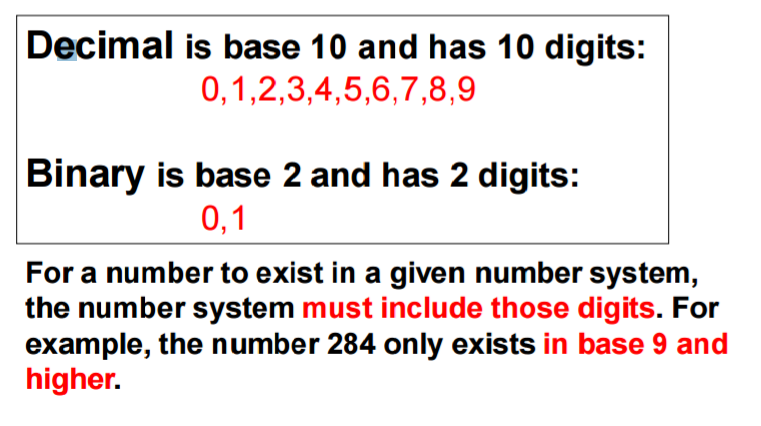 Decimal is base 10 and has 10 digits:
0,1,2,3,4,5,6,7,8,9
Binary is base 2 and has 2 digits:
0,1
For a number to exist in a given number system,
the number system must include those digits. For
example, the number 284 only exists in base 9 and
higher.